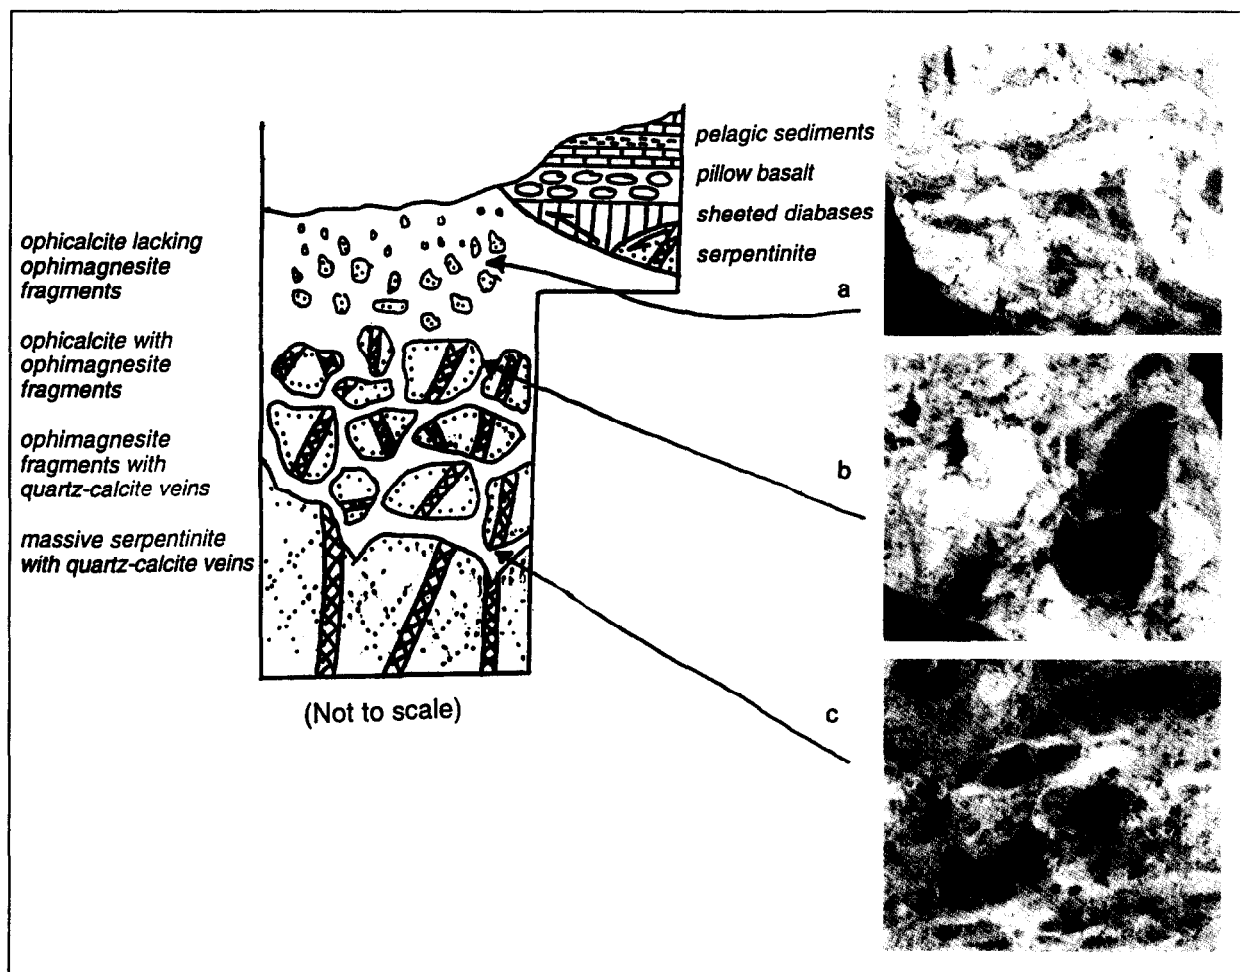 pelagic sediments
pillow basalt
sheeted diabases
serpentinite
ophicalcite lacking
ophimagnesite
fragments
ophicalcite with
ophimagnesite
fragments
ophimagnesite
fragments with
quartz-calcite veins
massive serpentinite
with quartz-calcite veins
(Not to scale)
a
b
c